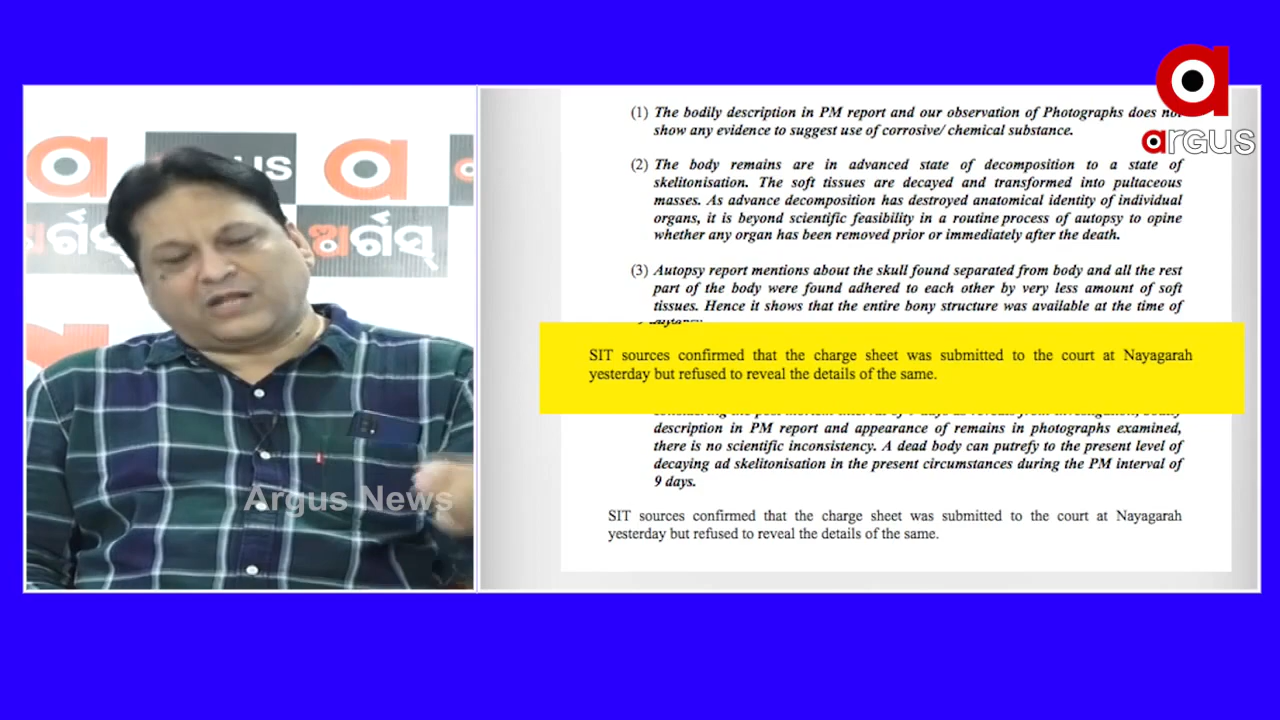 argus
gus
ଅର୍ଗସ୍
ଅର୍ଗସ୍
Argus News
(1) The bodily description in PM report and our observation of Photographs does not
show any evidence to suggest use of corrosive/ chemical substance.
(2) The body remains are in advanced state of decomposition to a state of
skelitonisation. The soft tissues are decayed and transformed into pultaceous
masses. As advance decomposition has destroyed anatomical identity of individual
organs, it is beyond scientific feasibility in a routine process of autopsy to opine
whether any organ has been removed prior or immediately after the death.
(3) Autopsy report mentions about the skull found separated from body and all the rest
part of the body were found adhered to each other by very less amount of soft
tissues. Hence it shows that the entire bony structure was available at the time of
SIT sources confirmed that the charge sheet was submitted to the court at Nayagarah
yesterday but refused to reveal the details of the same.
description in PM report and appearance of remains in photographs examined,
there is no scientific inconsistency. A dead body can putrefy to the present level of
decaying ad skelitonisation in the present circumstances during the PM interval of
9 days.
SIT sources confirmed that the charge sheet was submitted to the court at Nayagarah
yesterday but refused to reveal the details of the same.